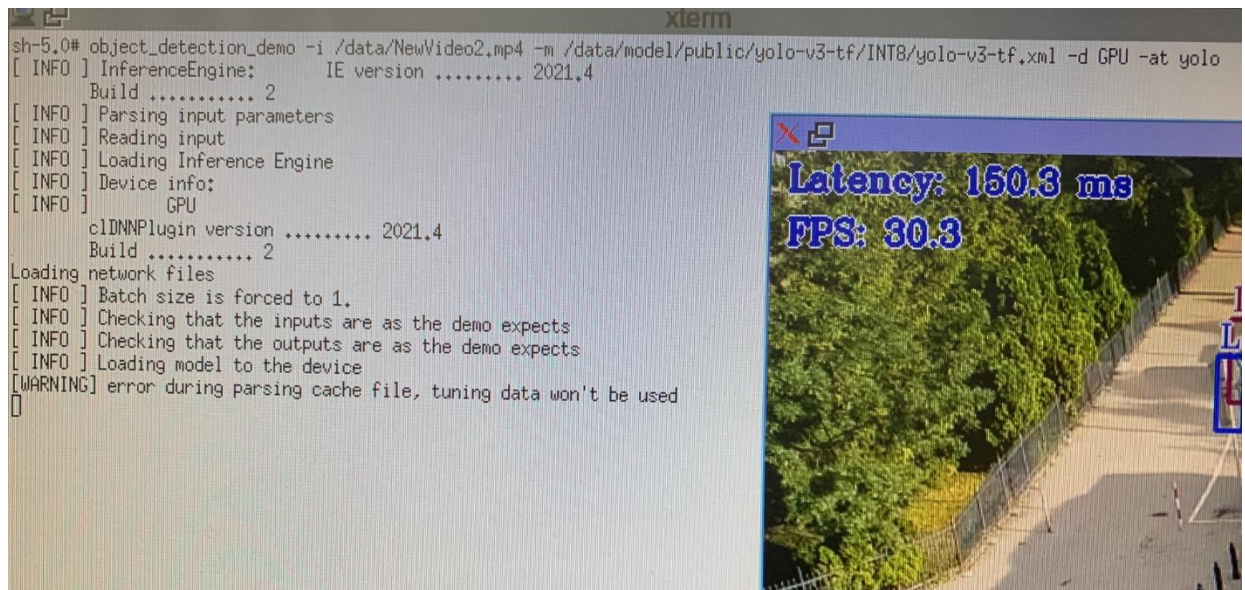 xterm
sh-5.0# object_detection_demo -i /data/NewVideo2.mp4 -m /data/model/public/yolo-v3-tf/INT8/yolo-v3-tf.xml -d GPU -at yolo
[ INFO ] InferenceEngine: IE version ......... 2021.4
Build ........... 2
[ INFO ] Parsing input parameters
[ INFO ] Reading input
[ INFO ] Loading Inference Engine
[ INFO ] Device info:
[ INFO ] GPU
clDNNPlugin version ......... 2021.4
Build ........... 2
Loading network files
[ INFO ] Batch size is forced to 1.
[ INFO ] Checking that the inputs are as the demo expects
[ INFO ] Checking that the outputs are as the demo expects
[ INFO ] Loading model to the device
[WARNING] error during parsing cache file, tuning data won't be used
Latency: 150.3 ms
FPS: 30.3